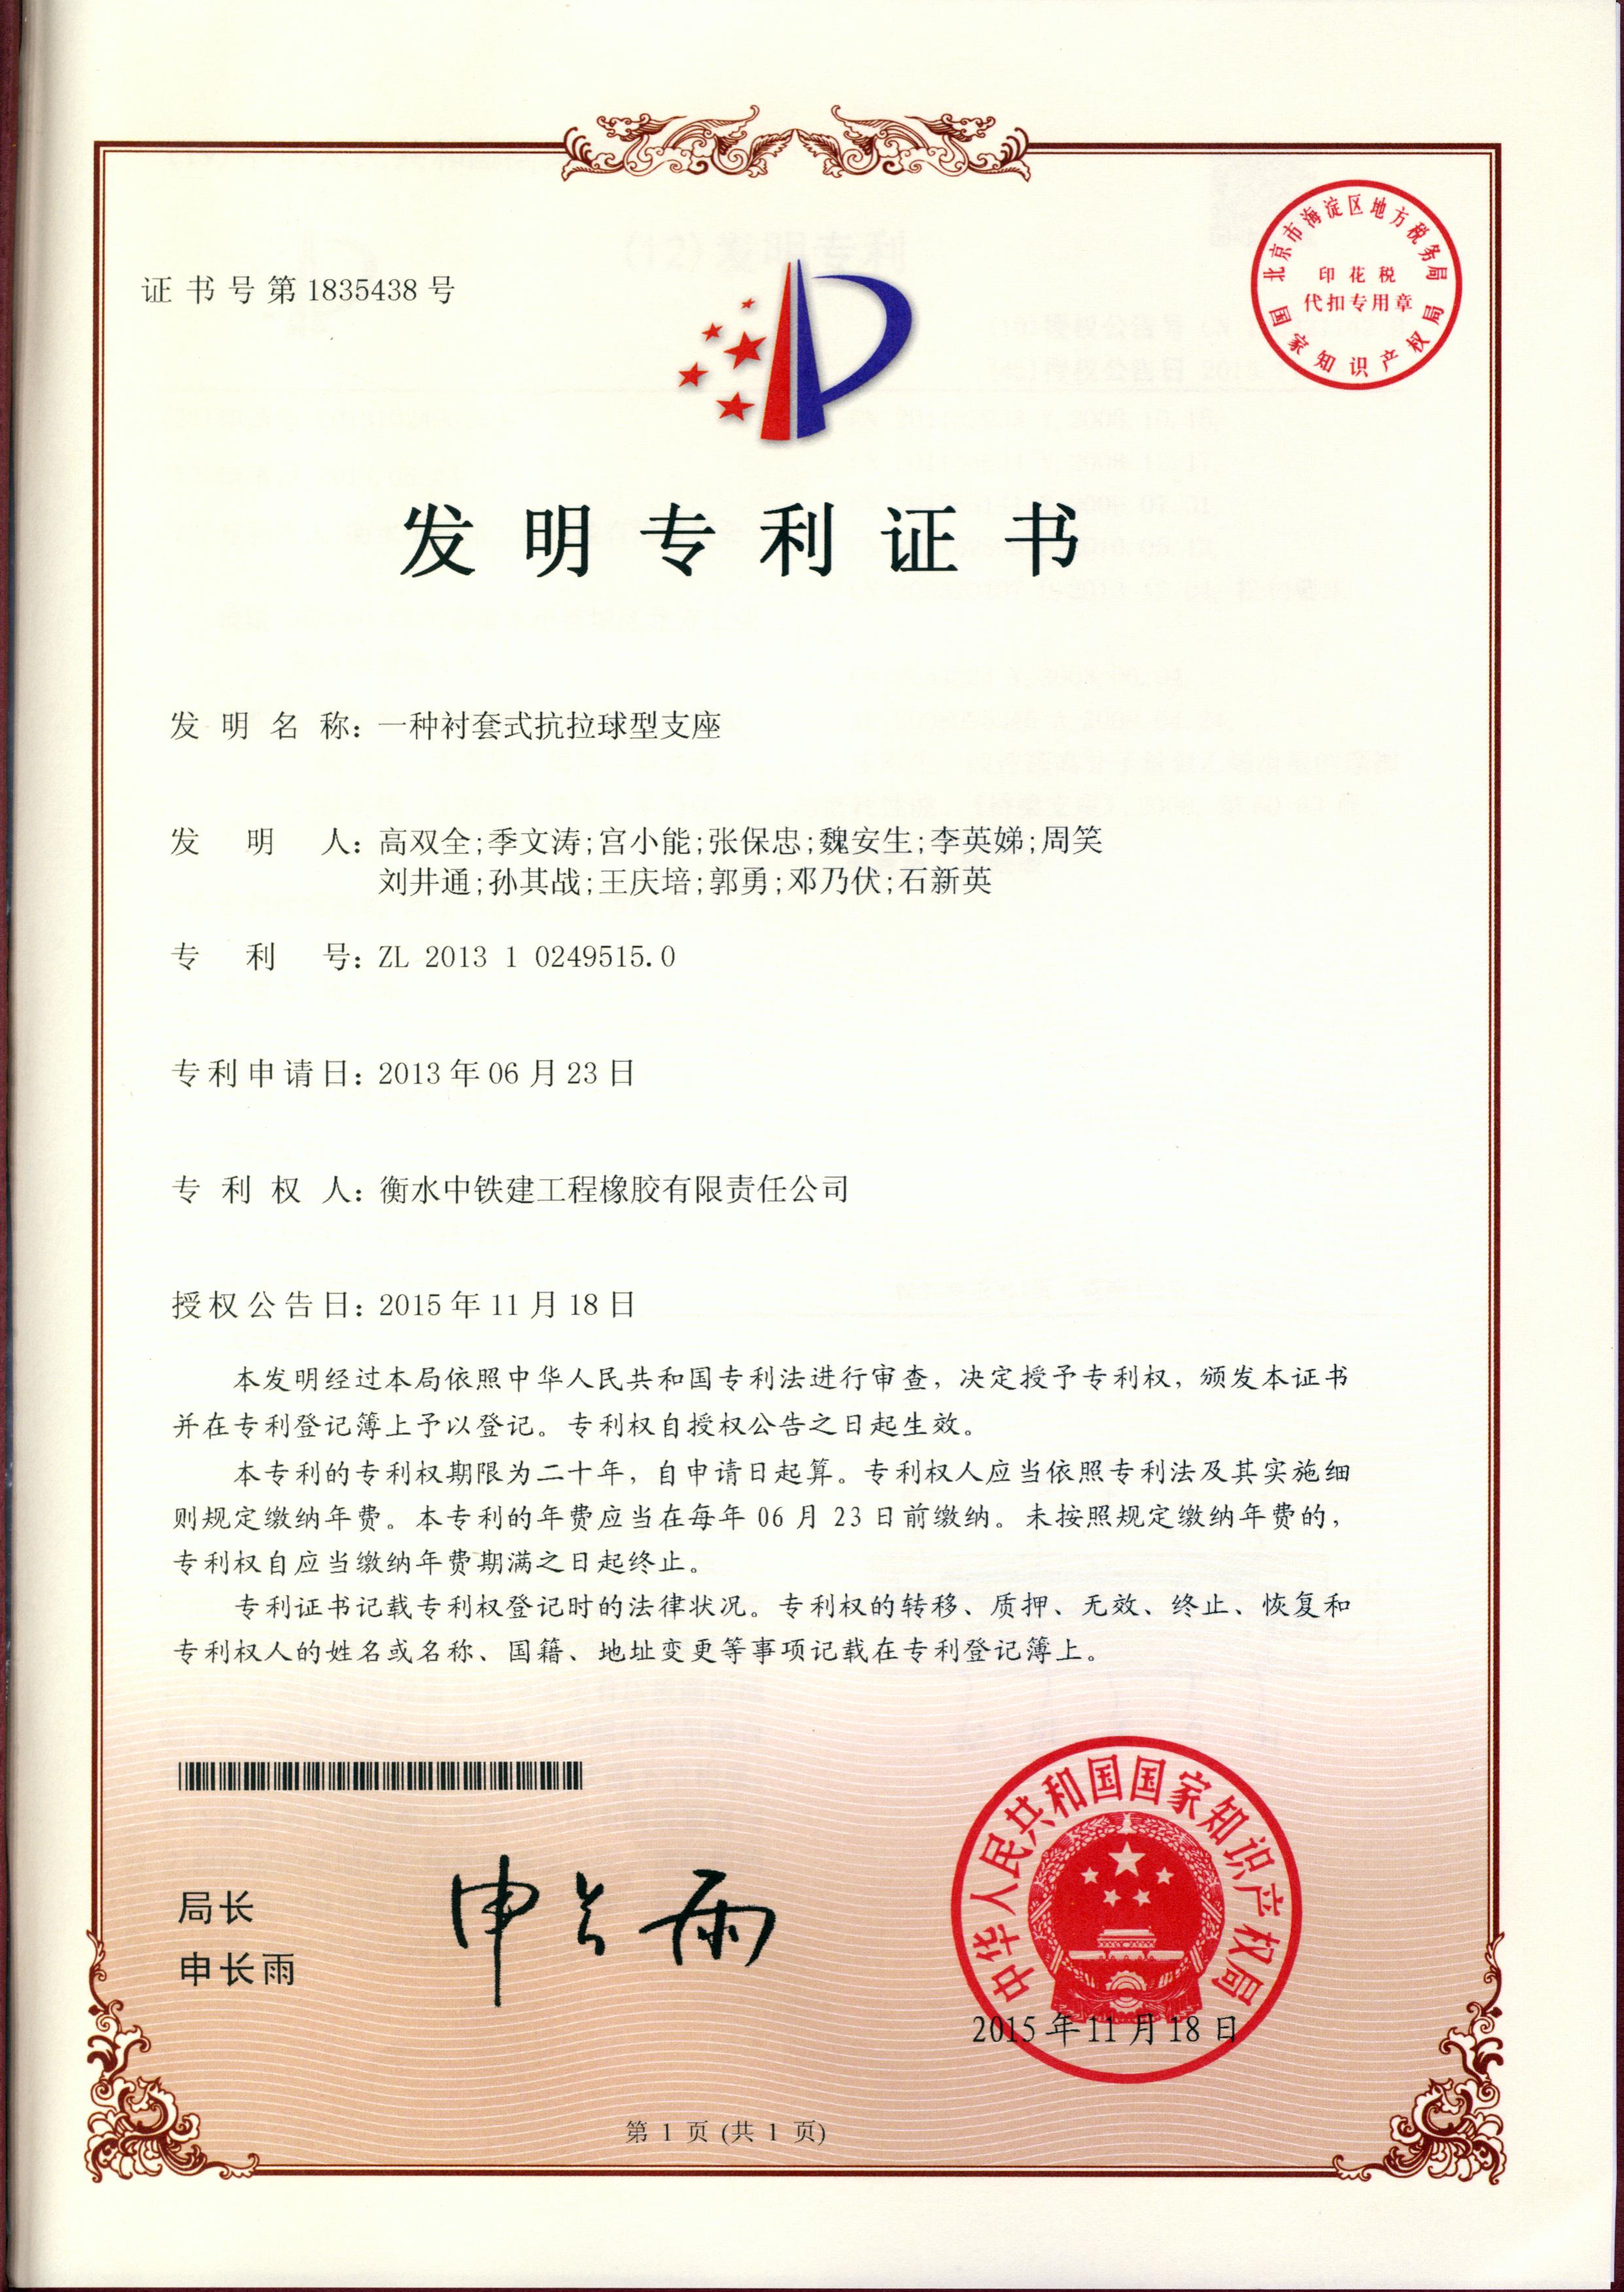 证书号第1835438号
北京市海淀区地方税务局
印花税
代扣专用章
国家知识产权局
发明专利证书
发明名称：一种衬套式抗拉球型支座
发明人：高双全;季文涛;宫小能;张保忠;魏安生;李英娣;周笑
刘井通;孙其战;王庆培;郭勇;邓乃伏;石新英
专利号：ZL 2013 1 0249515.0
专利申请日：2013年06月23日
专利权人：衡水中铁建工程橡胶有限责任公司
授权公告日：2015年11月18日
本发明经过本局依照中华人民共和国专利法进行审查，决定授予专利权，颁发本证书
并在专利登记簿上予以登记。专利权自授权公告之日起生效。
本专利的专利权期限为二十年，自申请日起算。专利权人应当依照专利法及其实施细
则规定缴纳年费。本专利的年费应当在每年06月23日前缴纳。未按照规定缴纳年费的，
专利权自应当缴纳年费期满之日起终止。
专利证书记载专利权登记时的法律状况。专利权的转移、质押、无效、终止、恢复和
专利权人的姓名或名称、国籍、地址变更等事项记载在专利登记簿上。
局长
申长雨
申长雨
中华人民共和国国家知识产权局
2015年11月18日
第1页(共1页)